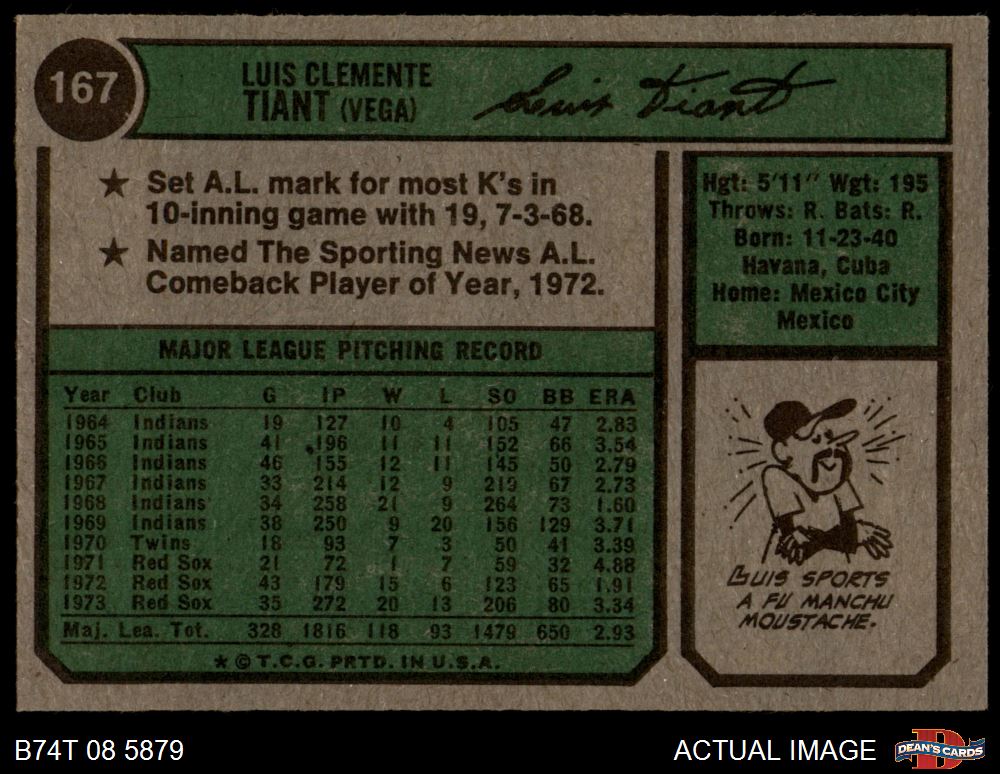 167
LUIS CLEMENTE
TIANT (VEGA)
Luis Tiant
★ Set A.L. mark for most K's in
10-inning game with 19, 7-3-68.
★ Named The Sporting News A.L.
Comeback Player of Year, 1972.
Hgt: 5'11" Wgt: 195
Throws: R. Bats: R.
Born: 11-23-40
Havana, Cuba
Home: Mexico City
Mexico
MAJOR LEAGUE PITCHING RECORD
Year Club G IP W L SO BB ERA
1964 Indians 19 127 10 4 105 47 2.83
1965 Indians 41 196 11 11 152 66 3.54
1966 Indians 46 155 12 11 145 50 2.79
1967 Indians 33 214 12 9 219 67 2.73
1968 Indians 34 258 21 9 264 73 1.60
1969 Indians 38 250 9 20 156 129 3.71
1970 Twins 18 93 7 3 50 41 3.39
1971 Red Sox 21 72 1 7 59 32 4.88
1972 Red Sox 43 179 15 6 123 65 1.91
1973 Red Sox 35 272 20 13 206 80 3.34
Maj. Lea. Tot. 328 1816 118 93 1479 650 2.93
★ © T.C.G. PRTD. IN U.S.A.
LUIS SPORTS
A FU MANCHU
MOUSTACHE.
B74T 08 5879
ACTUAL IMAGE
D
DEAN'S CARDS